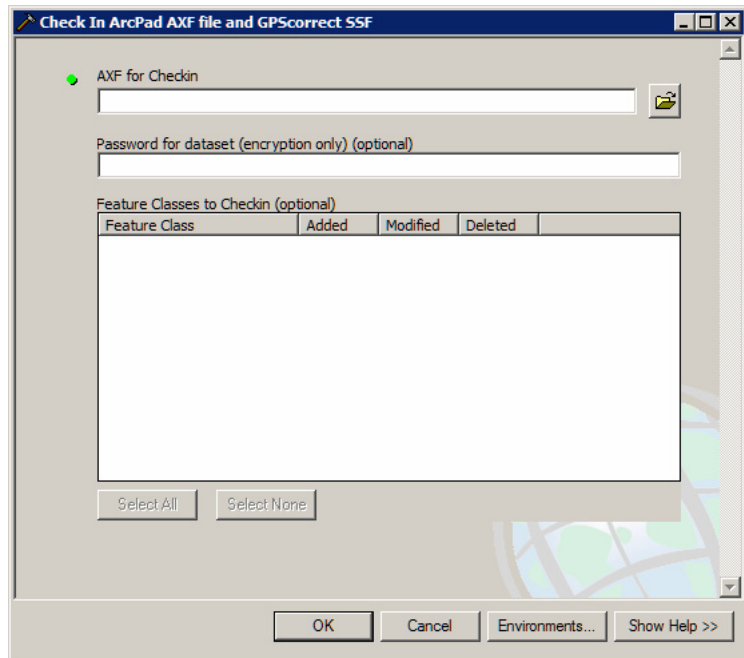 Check In ArcPad AXF file and GPScorrect SSF
AXF for Checkin
Password for dataset (encryption only) (optional)
Feature Classes to Checkin (optional)
Feature Class Added Modified Deleted
Select All Select None
OK Cancel Environments... Show Help >>